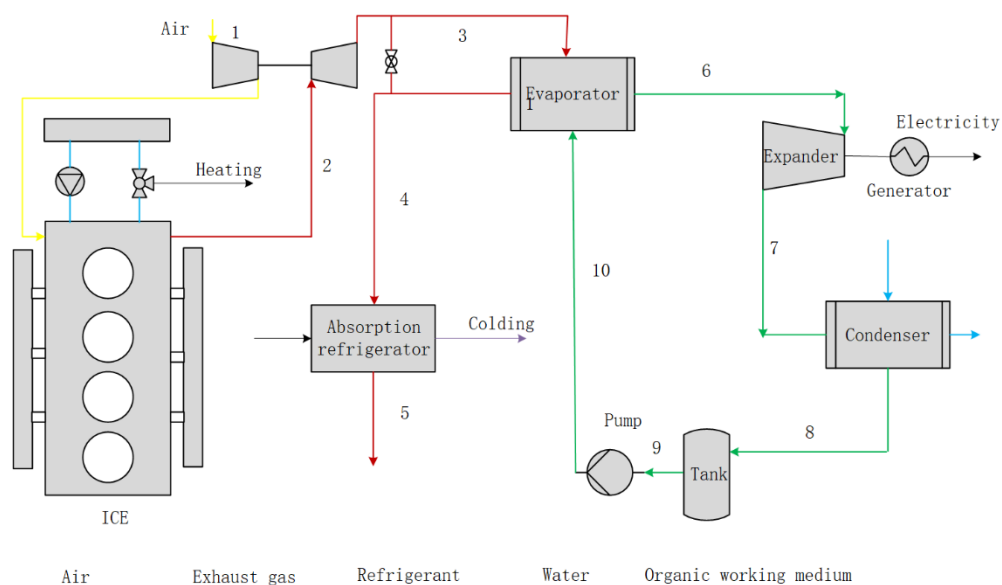 Air
1
3
6
Evaporator
1
Electricity
Expander
Heating
2
Generator
4
7
10
Absorption
refrigerator
Colding
Condenser
5
Pump
8
9
Tank
ICE
Air
Exhaust gas
Refrigerant
Water
Organic working medium